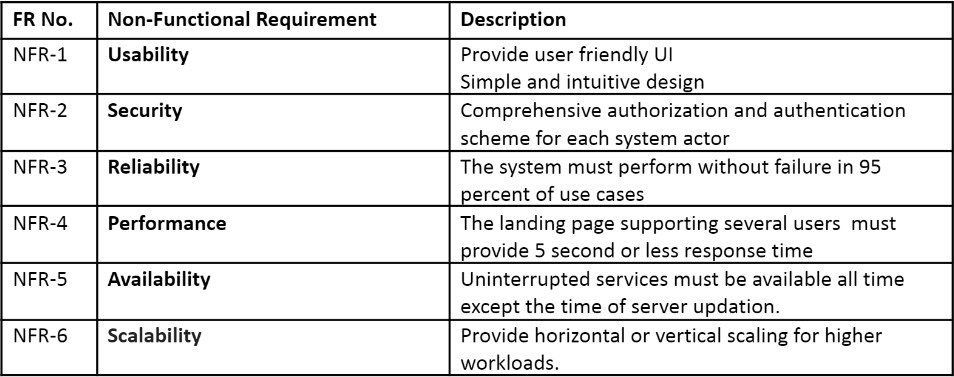 FR No. Non-Functional Requirement Description
NFR-1 Usability Provide user friendly UI
Simple and intuitive design
NFR-2 Security Comprehensive authorization and authentication
scheme for each system actor
NFR-3 Reliability The system must perform without failure in 95
percent of use cases
NFR-4 Performance The landing page supporting several users  must
provide 5 second or less response time
NFR-5 Availability Uninterrupted services must be available all time
except the time of server updation.
NFR-6 Scalability Provide horizontal or vertical scaling for higher
workloads.